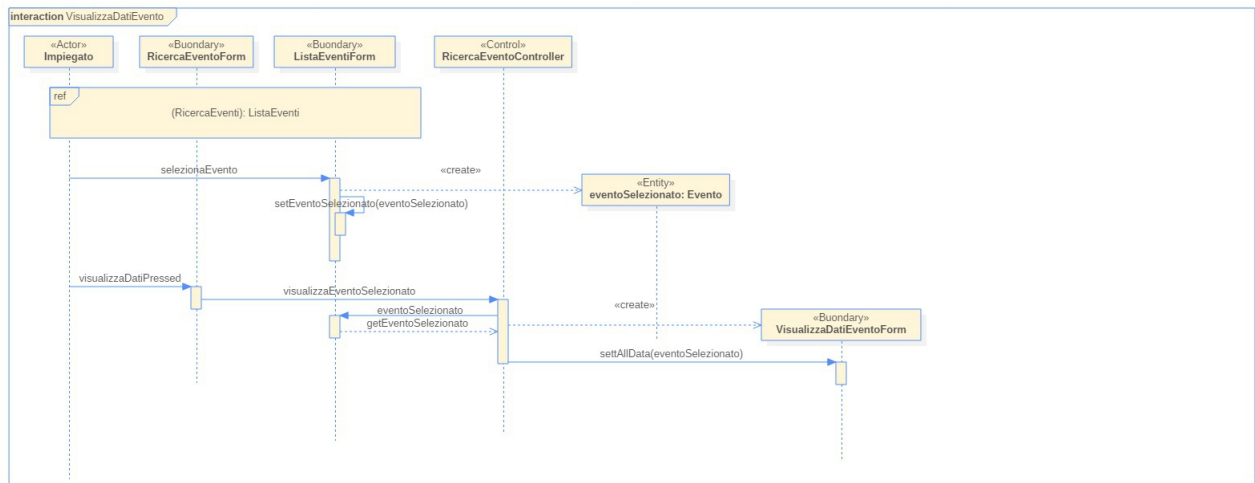 interaction VisualizzaDatiEvento
«Actor»
Impiegato
«Buondary»
RicercaEventoForm
«Buondary»
ListaEventiForm
«Control»
RicercaEventoController
ref
(RicercaEventi): ListaEventi
selezionaEvento
«create»
«Entity»
eventoSelezionato: Evento
setEventoSelezionato(eventoSelezionato)
visualizzaDatiPressed
visualizzaEventoSelezionato
eventoSelezionato
getEventoSelezionato
«create»
«Buondary»
VisualizzaDatiEventoForm
settAllData(eventoSelezionato)